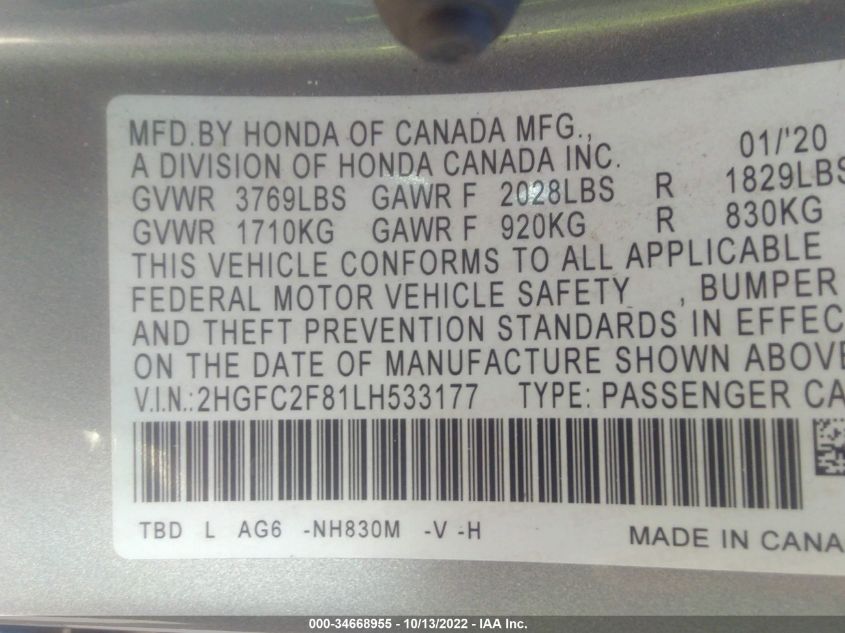 MFD.BY HONDA OF CANADA MFG., 01/'20
A DIVISION OF HONDA CANADA INC.
GVWR 3769LBS GAWR F 2028LBS R 1829LBS
GVWR 1710KG GAWR F 920KG R 830KG
THIS VEHICLE CONFORMS TO ALL APPLICABLE
FEDERAL MOTOR VEHICLE SAFETY , BUMPER
AND THEFT PREVENTION STANDARDS IN EFFEC
ON THE DATE OF MANUFACTURE SHOWN ABOVE
V.I.N.:2HGFC2F81LH533177 TYPE: PASSENGER CA
TBD L AG6 -NH830M -V -H MADE IN CANA
000-34668955 - 10/13/2022 - IAA Inc.